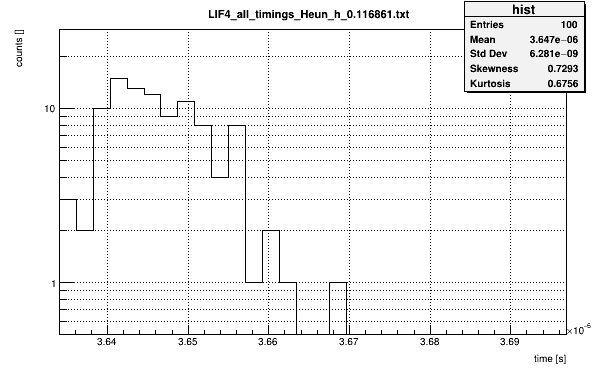 LIF4_all_timings_Heun_h_0.116861.txt
hist
Entries 100
Mean 3.647e−06
Std Dev 6.281e−09
Skewness 0.7293
Kurtosis 0.6756
counts []
10
1
3.64 3.65 3.66 3.67 3.68 3.69
×10−6
time [s]